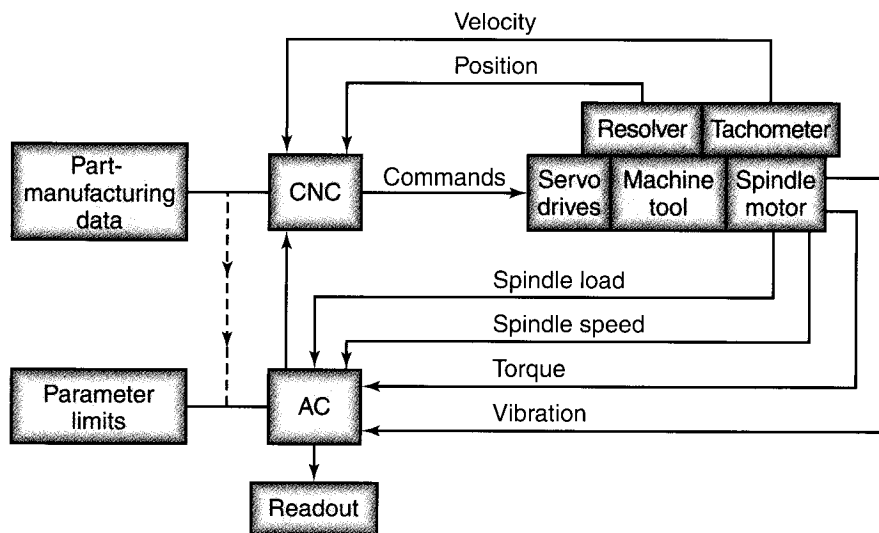 Velocity
Position
Resolver
Tachometer
Part-
manufacturing
data
CNC
Commands
Servo
drives
Machine
tool
Spindle
motor
Spindle load
Spindle speed
Torque
Vibration
Parameter
limits
AC
Readout